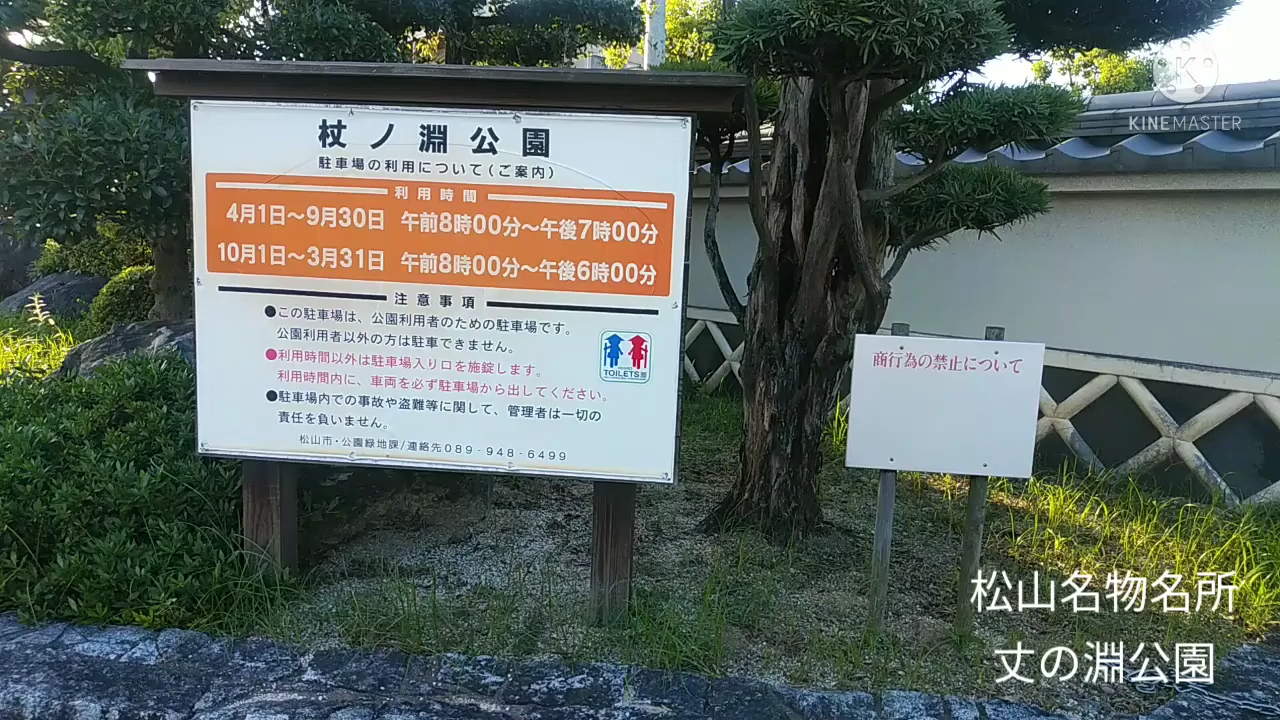 杖ノ淵公園
駐車場の利用について(ご案内)
利用時間
4月1日～9月30日 午前8時00分～午後7時00分
10月1日～3月31日 午前8時00分～午後6時00分
注意事項
●この駐車場は、公園利用者のための駐車場です。
公園利用者以外の方は駐車できません。
●利用時間以外は駐車場入り口を施錠します。
利用時間内に、車両を必ず駐車場から出してください。
●駐車場内での事故や盗難等に関して、管理者は一切の
責任を負いません。
松山市・公園緑地課/連絡先089-948-6499
TOILETS
商行為の禁止について
K
KINEMASTER
松山名物名所
丈の淵公園